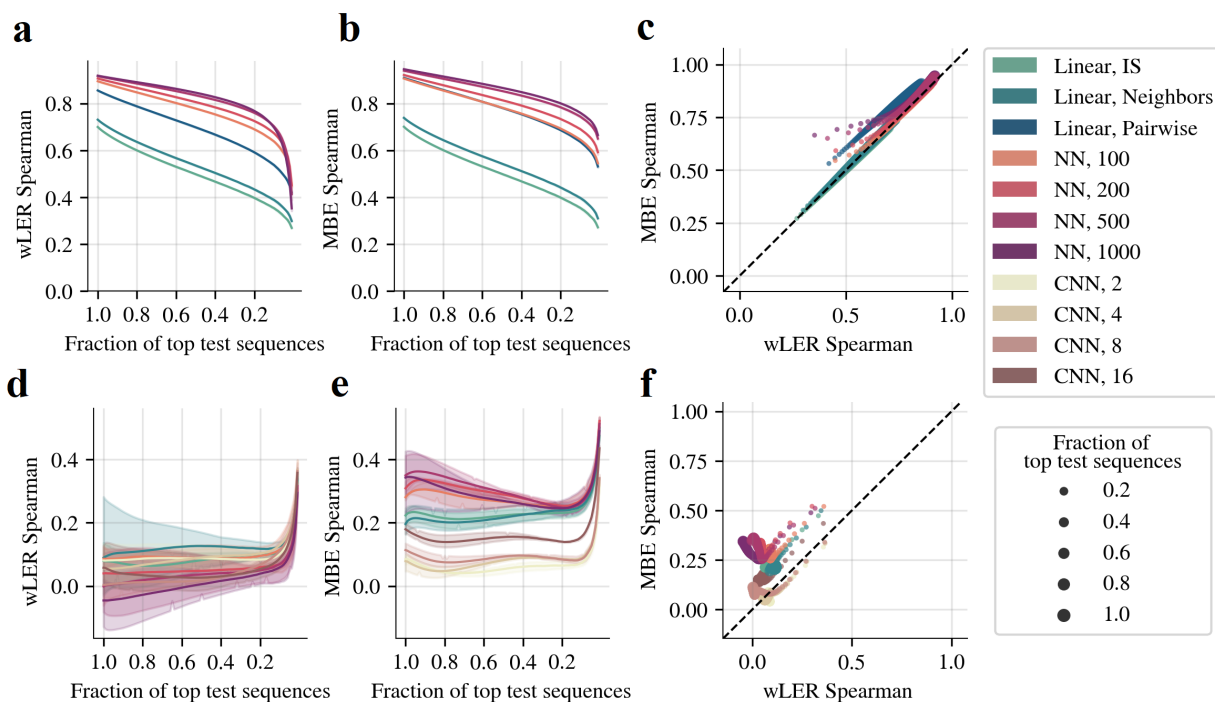 a
wLER Spearman
0.8
0.6
0.4
0.2
0.0
1.0 0.8 0.6 0.4 0.2
Fraction of top test sequences
b
MBE Spearman
0.8
0.6
0.4
0.2
0.0
1.0 0.8 0.6 0.4 0.2
Fraction of top test sequences
c
MBE Spearman
1.00
0.75
0.50
0.25
0.00
0.0 0.5 1.0
wLER Spearman
Linear, IS
Linear, Neighbors
Linear, Pairwise
NN, 100
NN, 200
NN, 500
NN, 1000
CNN, 2
CNN, 4
CNN, 8
CNN, 16
d
wLER Spearman
0.4
0.2
0.0
1.0 0.8 0.6 0.4 0.2
Fraction of top test sequences
e
MBE Spearman
0.4
0.2
0.0
1.0 0.8 0.6 0.4 0.2
Fraction of top test sequences
f
MBE Spearman
1.00
0.75
0.50
0.25
0.00
0.0 0.5 1.0
wLER Spearman
Fraction of
top test sequences
0.2
0.4
0.6
0.8
1.0